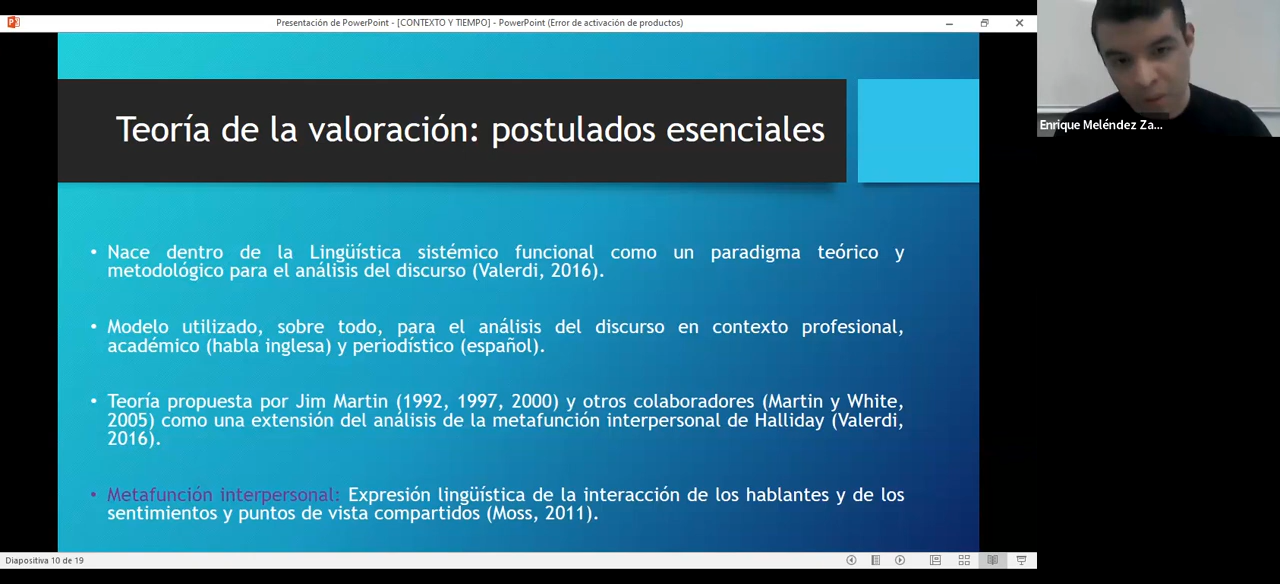 Presentación de PowerPoint - [CONTEXTO Y TIEMPO] - PowerPoint (Error de activación de productos)
Teoría de la valoración: postulados esenciales
• Nace dentro de la Lingüística sistémico funcional como un paradigma teórico y
metodológico para el análisis del discurso (Valerdi, 2016).
• Modelo utilizado, sobre todo, para el análisis del discurso en contexto profesional,
académico (habla inglesa) y periodístico (español).
• Teoría propuesta por Jim Martin (1992, 1997, 2000) y otros colaboradores (Martin y White,
2005) como una extensión del análisis de la metafunción interpersonal de Halliday (Valerdi,
2016).
• Metafunción interpersonal: Expresión lingüística de la interacción de los hablantes y de los
sentimientos y puntos de vista compartidos (Moss, 2011).
Diapositiva 10 de 19
Enrique Meléndez Za...